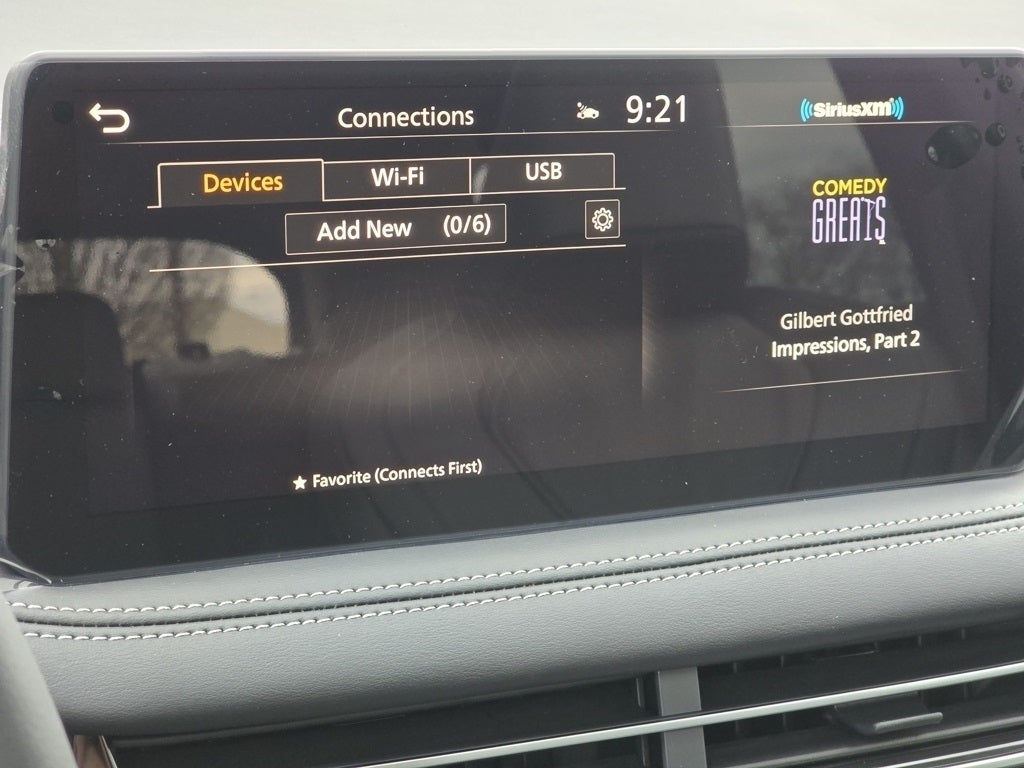 Connections
9:21
SiriusXM
Devices
Wi-Fi
USB
Add New (0/6)
COMEDY
GREATS
Gilbert Gottfried
Impressions, Part 2
★ Favorite (Connects First)